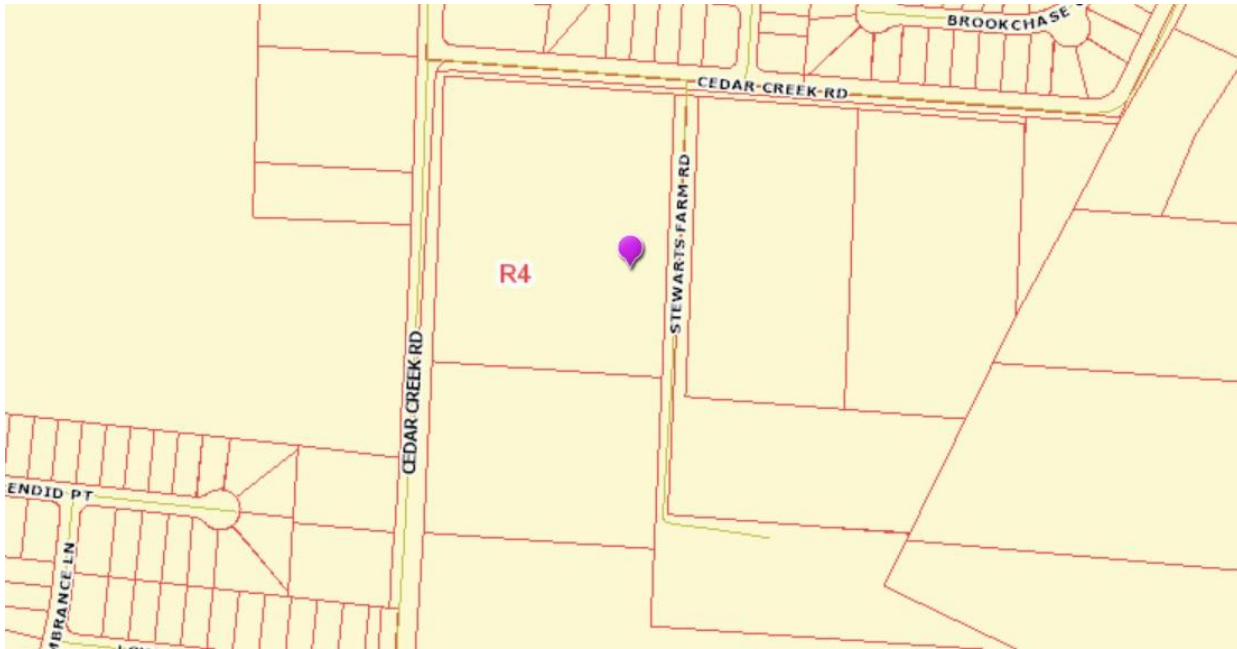 BROOKCHASE
CEDAR CREEK RD
STEWARTS FARM RD
R4
CEDAR CREEK RD
ENDID PT
MBRANCE LN